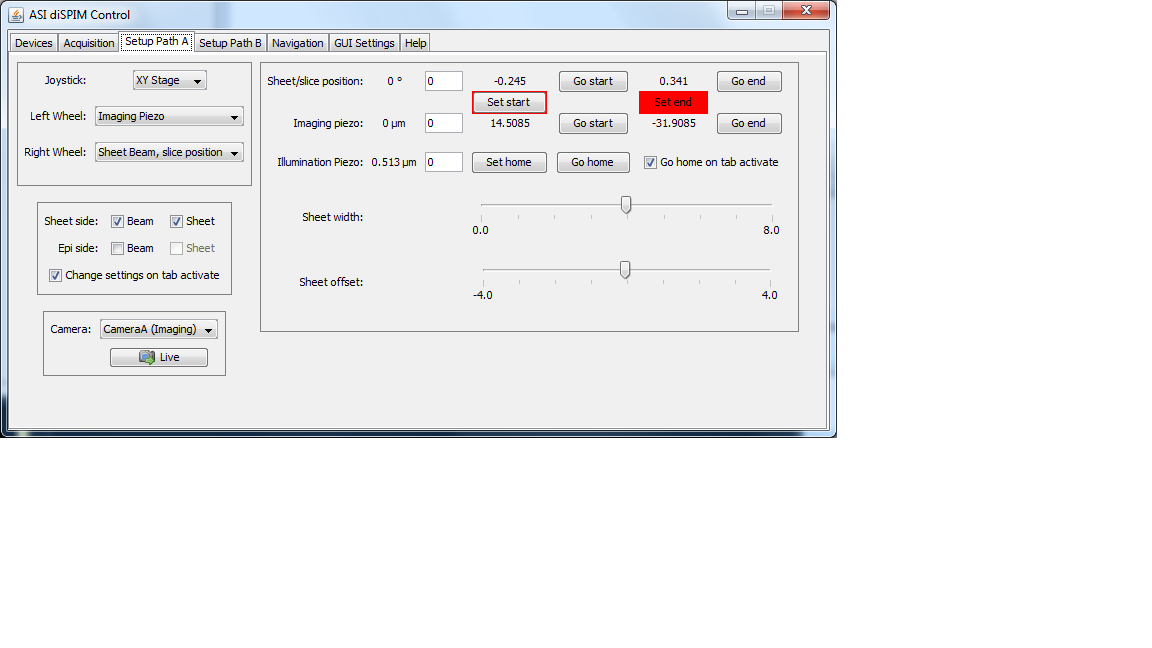 ASI diSPIM Control
Devices Acquisition Setup Path A Setup Path B Navigation GUI Settings Help
Joystick: XY Stage
Left Wheel: Imaging Piezo
Right Wheel: Sheet Beam, slice position
Sheet side: Beam Sheet
Epi side: Beam Sheet
Change settings on tab activate
Camera: CameraA (Imaging)
Live
Sheet/slice position: 0 ° 0 -0.245 Go start 0.341 Go end
Set start Set end
Imaging piezo: 0 µm 0 14.5085 Go start -31.9085 Go end
Illumination Piezo: 0.513 µm 0 Set home Go home Go home on tab activate
Sheet width:
0.0 8.0
Sheet offset:
-4.0 4.0